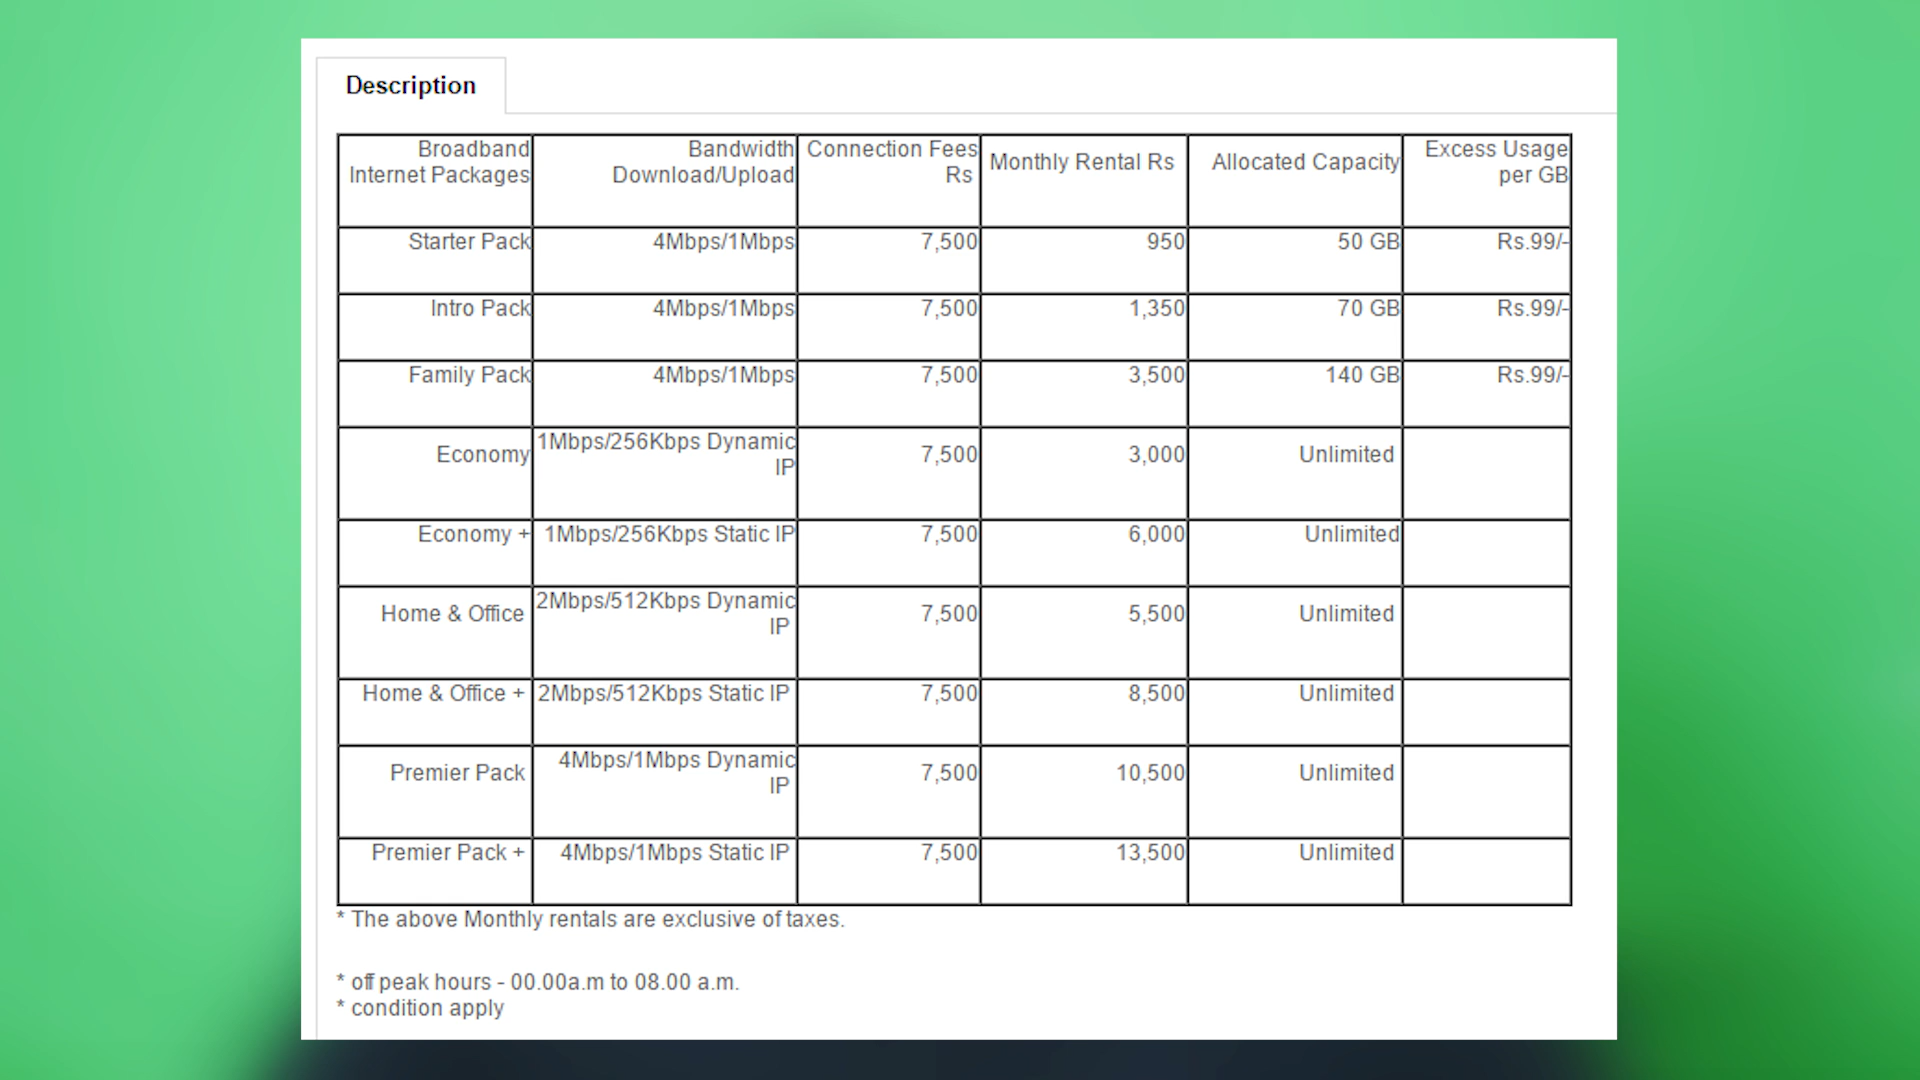 Description
Broadband Internet Packages Bandwidth Download/Upload Connection Fees Rs Monthly Rental Rs Allocated Capacity Excess Usage per GB
Starter Pack 4Mbps/1Mbps 7,500 950 50 GB Rs.99/-
Intro Pack 4Mbps/1Mbps 7,500 1,350 70 GB Rs.99/-
Family Pack 4Mbps/1Mbps 7,500 3,500 140 GB Rs.99/-
Economy 1Mbps/256Kbps Dynamic IP 7,500 3,000 Unlimited
Economy + 1Mbps/256Kbps Static IP 7,500 6,000 Unlimited
Home & Office 2Mbps/512Kbps Dynamic IP 7,500 5,500 Unlimited
Home & Office + 2Mbps/512Kbps Static IP 7,500 8,500 Unlimited
Premier Pack 4Mbps/1Mbps Dynamic IP 7,500 10,500 Unlimited
Premier Pack + 4Mbps/1Mbps Static IP 7,500 13,500 Unlimited
* The above Monthly rentals are exclusive of taxes.
* off peak hours - 00.00a.m to 08.00 a.m.
* condition apply